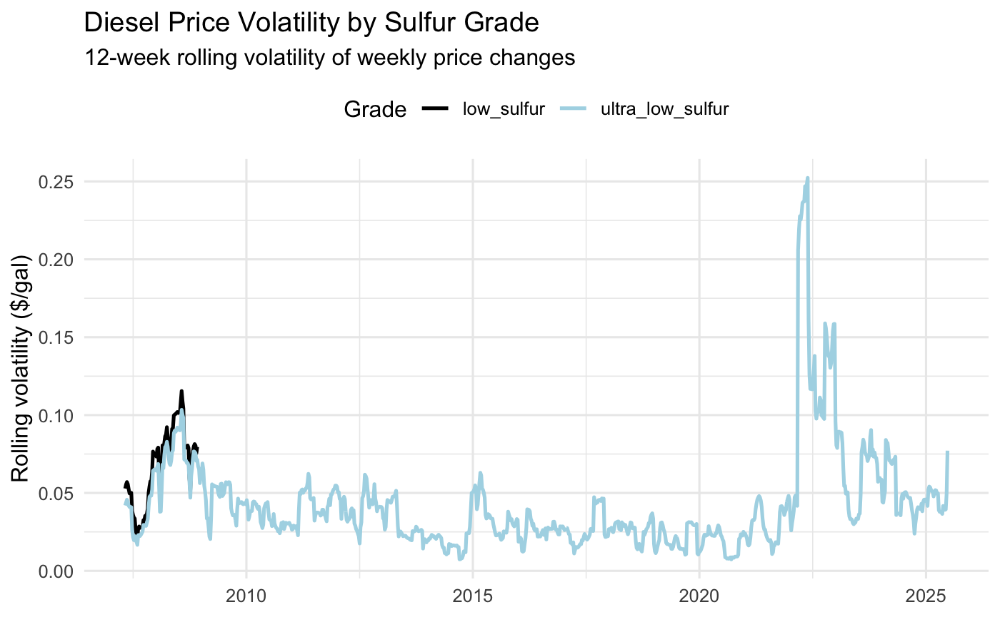 Diesel Price Volatility by Sulfur Grade
12-week rolling volatility of weekly price changes
Grade low_sulfur ultra_low_sulfur
Rolling volatility ($/gal)
0.25
0.20
0.15
0.10
0.05
0.00
2010 2015 2020 2025